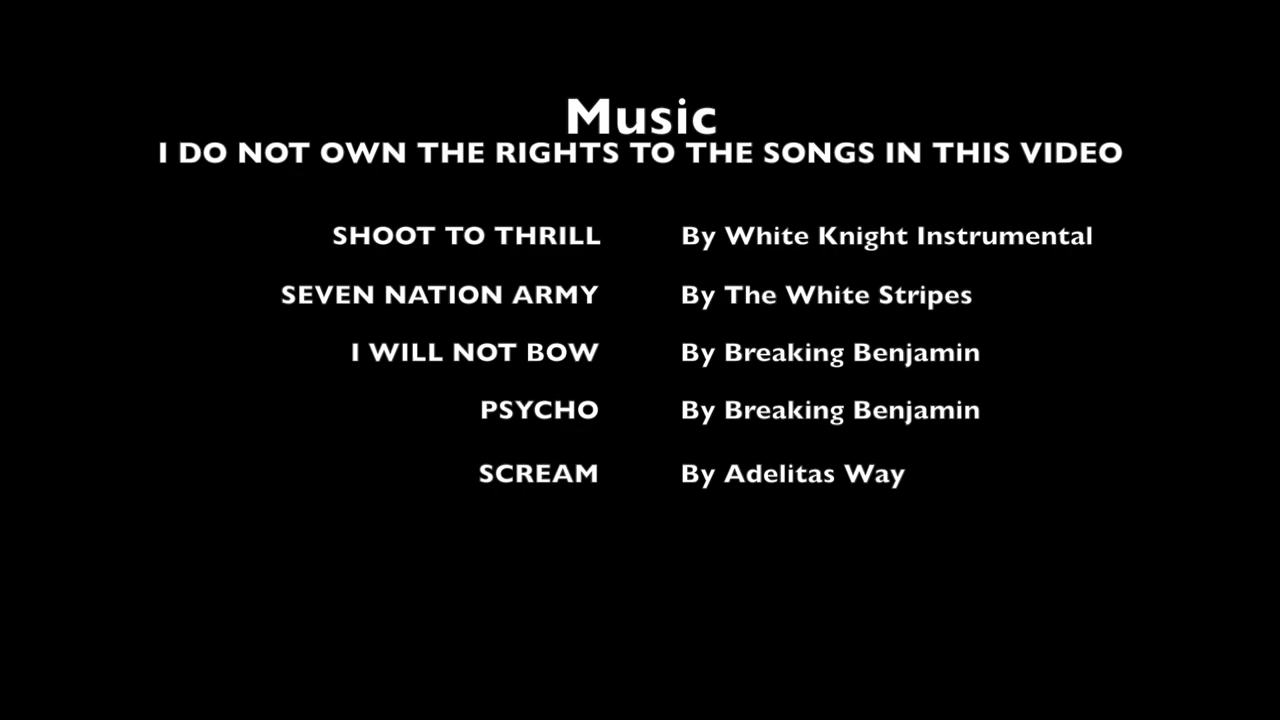 Music
I DO NOT OWN THE RIGHTS TO THE SONGS IN THIS VIDEO
SHOOT TO THRILL By White Knight Instrumental
SEVEN NATION ARMY By The White Stripes
I WILL NOT BOW By Breaking Benjamin
PSYCHO By Breaking Benjamin
SCREAM By Adelitas Way